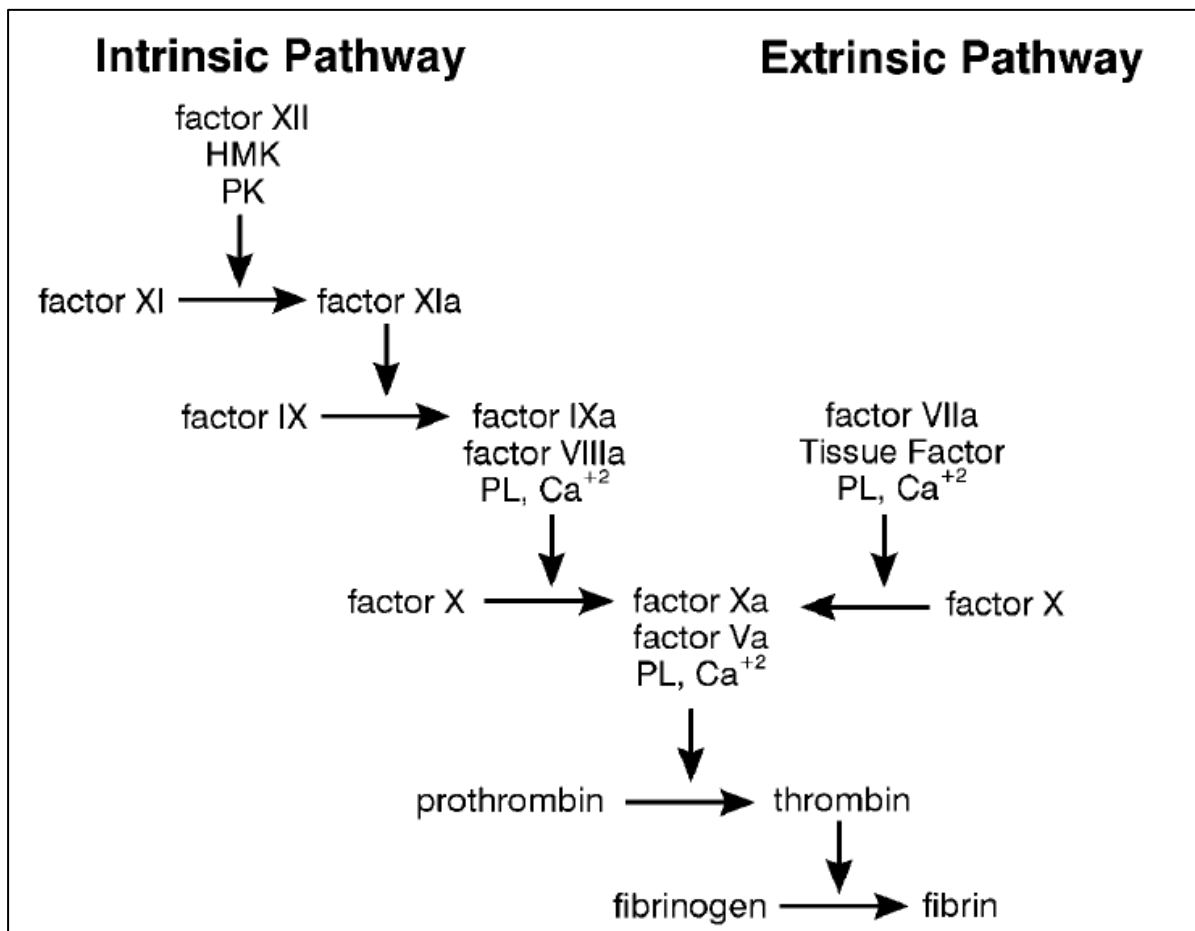 Intrinsic Pathway
Extrinsic Pathway
factor XII
HMK
PK
factor XI
factor XIa
factor IX
factor IXa
factor VIIIa
PL, Ca⁺²
factor VIIa
Tissue Factor
PL, Ca⁺²
factor X
factor Xa
factor Va
PL, Ca⁺²
factor X
prothrombin
thrombin
fibrinogen
fibrin